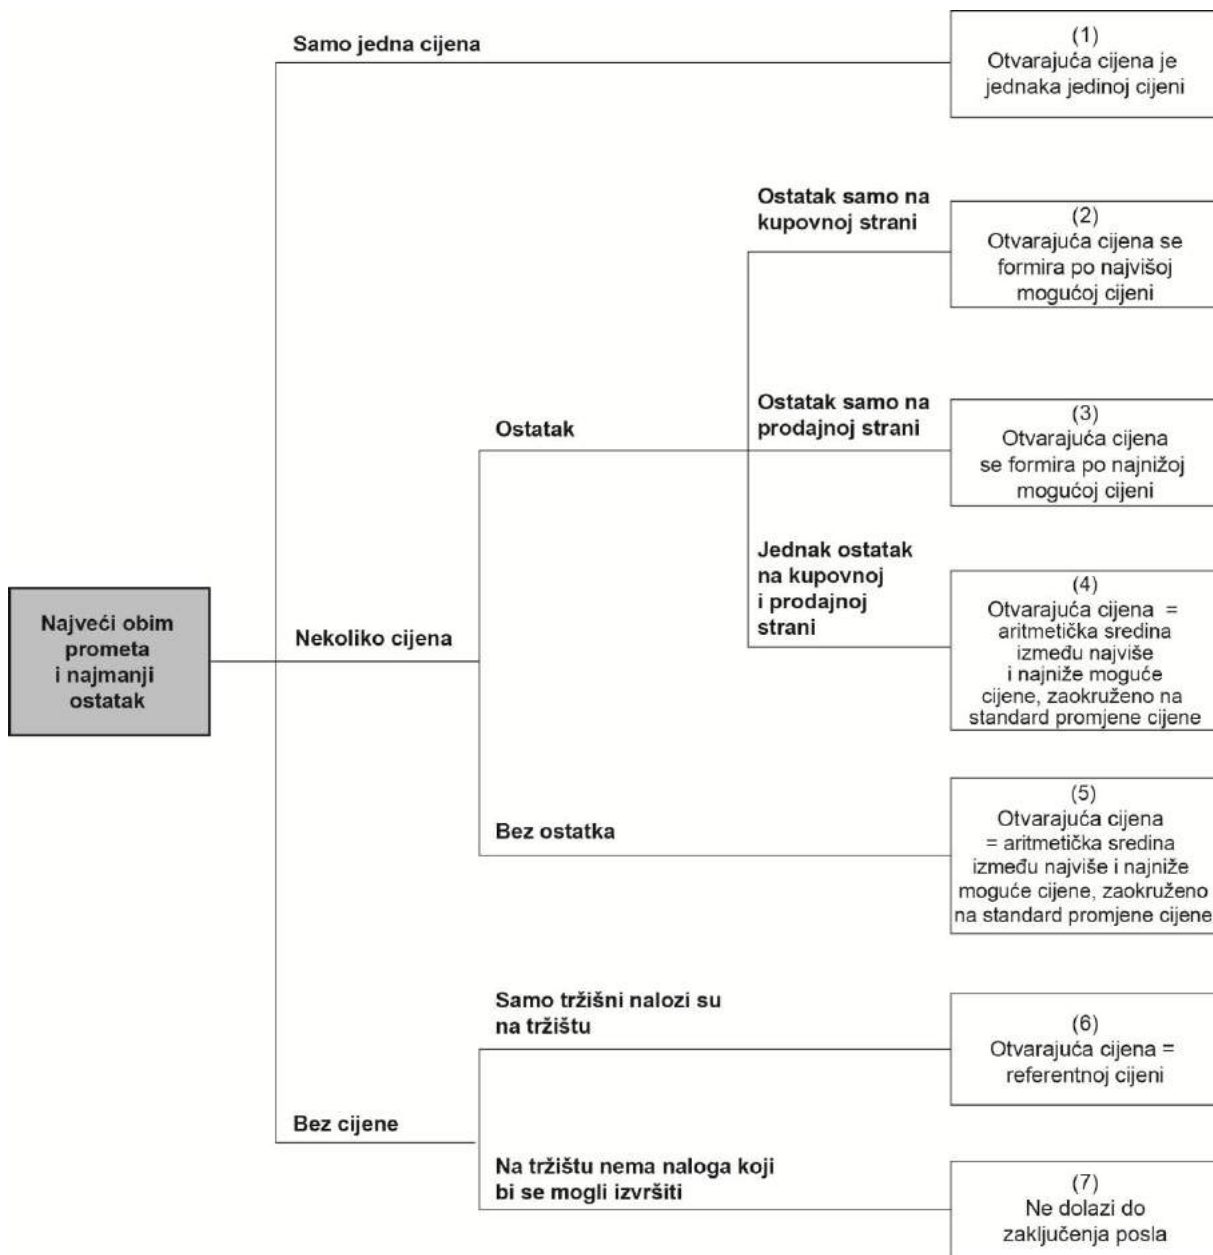 Samo jedna cijena
(1)
Otvarajuća cijena je
jednaka jedinoj cijeni
Ostatak samo na
kupovnoj strani
(2)
Otvarajuća cijena se
formira po najvišoj
mogućoj cijeni
Ostatak
Ostatak samo na
prodajnoj strani
(3)
Otvarajuća cijena
se formira po najnižoj
mogućoj cijeni
Jednak ostatak
na kupovnoj
i prodajnoj
strani
(4)
Otvarajuća cijena =
aritmetička sredina
između najviše
i najniže moguće
cijene, zaokruženo na
standard promjene cijene
Najveći obim
prometa
i najmanji
ostatak
Nekoliko cijena
Bez ostatka
(5)
Otvarajuća cijena
= aritmetička sredina
između najviše i najniže
moguće cijene, zaokruženo
na standard promjene cijene
Samo tržišni nalozi su
na tržištu
(6)
Otvarajuća cijena =
referentnoj cijeni
Bez cijene
Na tržištu nema naloga koji
bi se mogli izvršiti
(7)
Ne dolazi do
zaključenja posla